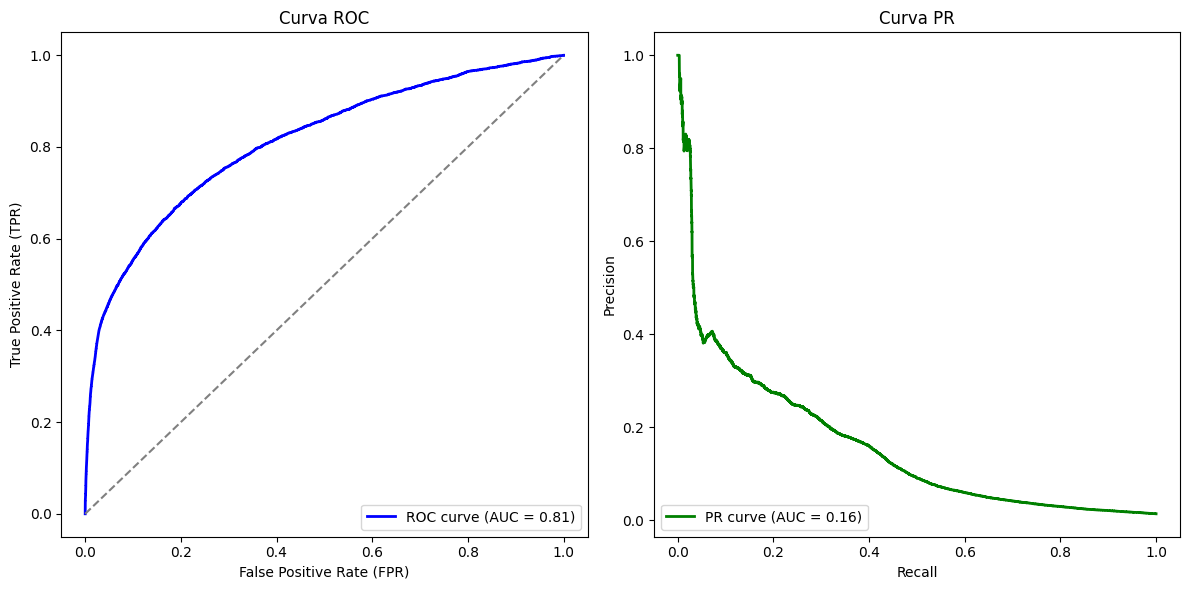 Curva ROC
True Positive Rate (TPR)
1.0
0.8
0.6
0.4
0.2
0.0
0.0 0.2 0.4 0.6 0.8 1.0
False Positive Rate (FPR)
ROC curve (AUC = 0.81)
Curva PR
Precision
1.0
0.8
0.6
0.4
0.2
0.0
0.0 0.2 0.4 0.6 0.8 1.0
Recall
PR curve (AUC = 0.16)